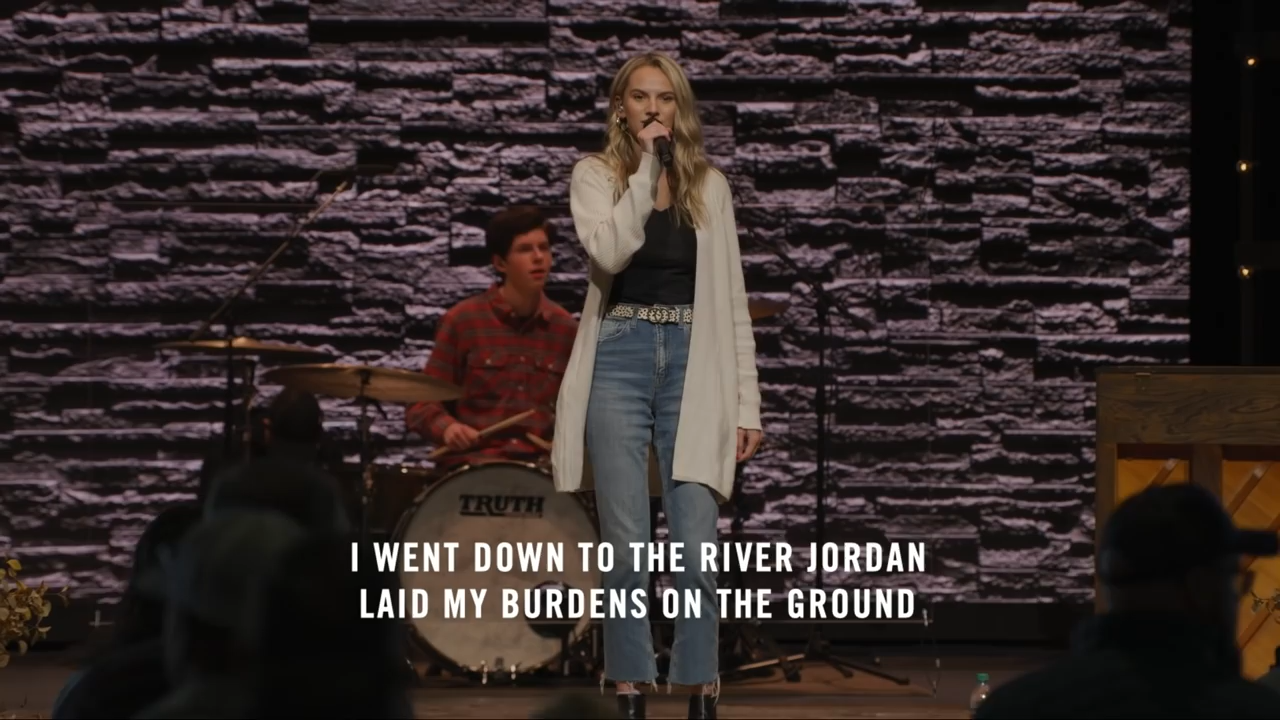 TRUTH
I WENT DOWN TO THE RIVER JORDAN
LAID MY BURDENS ON THE GROUND